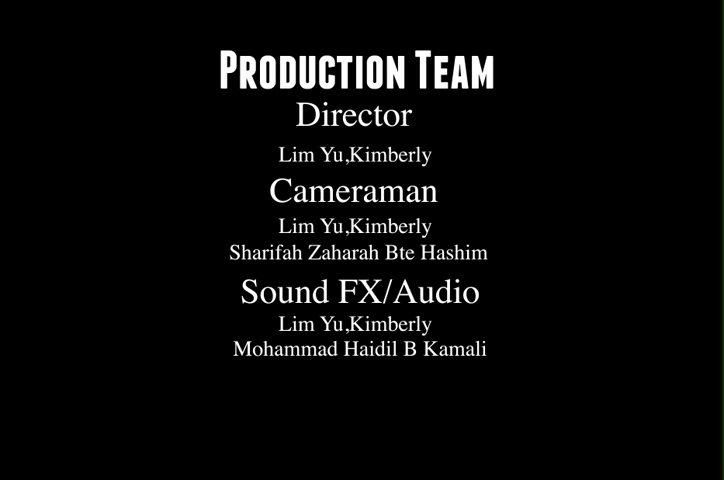 Production Team
Director
Lim Yu,Kimberly
Cameraman
Lim Yu,Kimberly
Sharifah Zaharah Bte Hashim
Sound FX/Audio
Lim Yu,Kimberly
Mohammad Haidil B Kamali